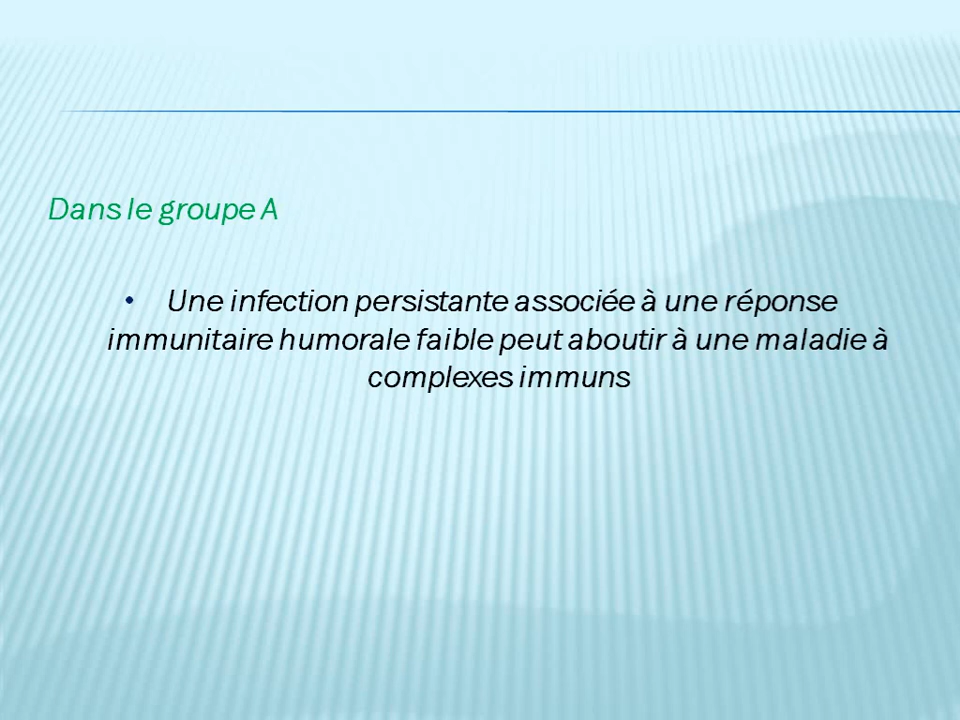 Dans le groupe A
• Une infection persistante associée à une réponse
immunitaire humorale faible peut aboutir à une maladie à
complexes immuns